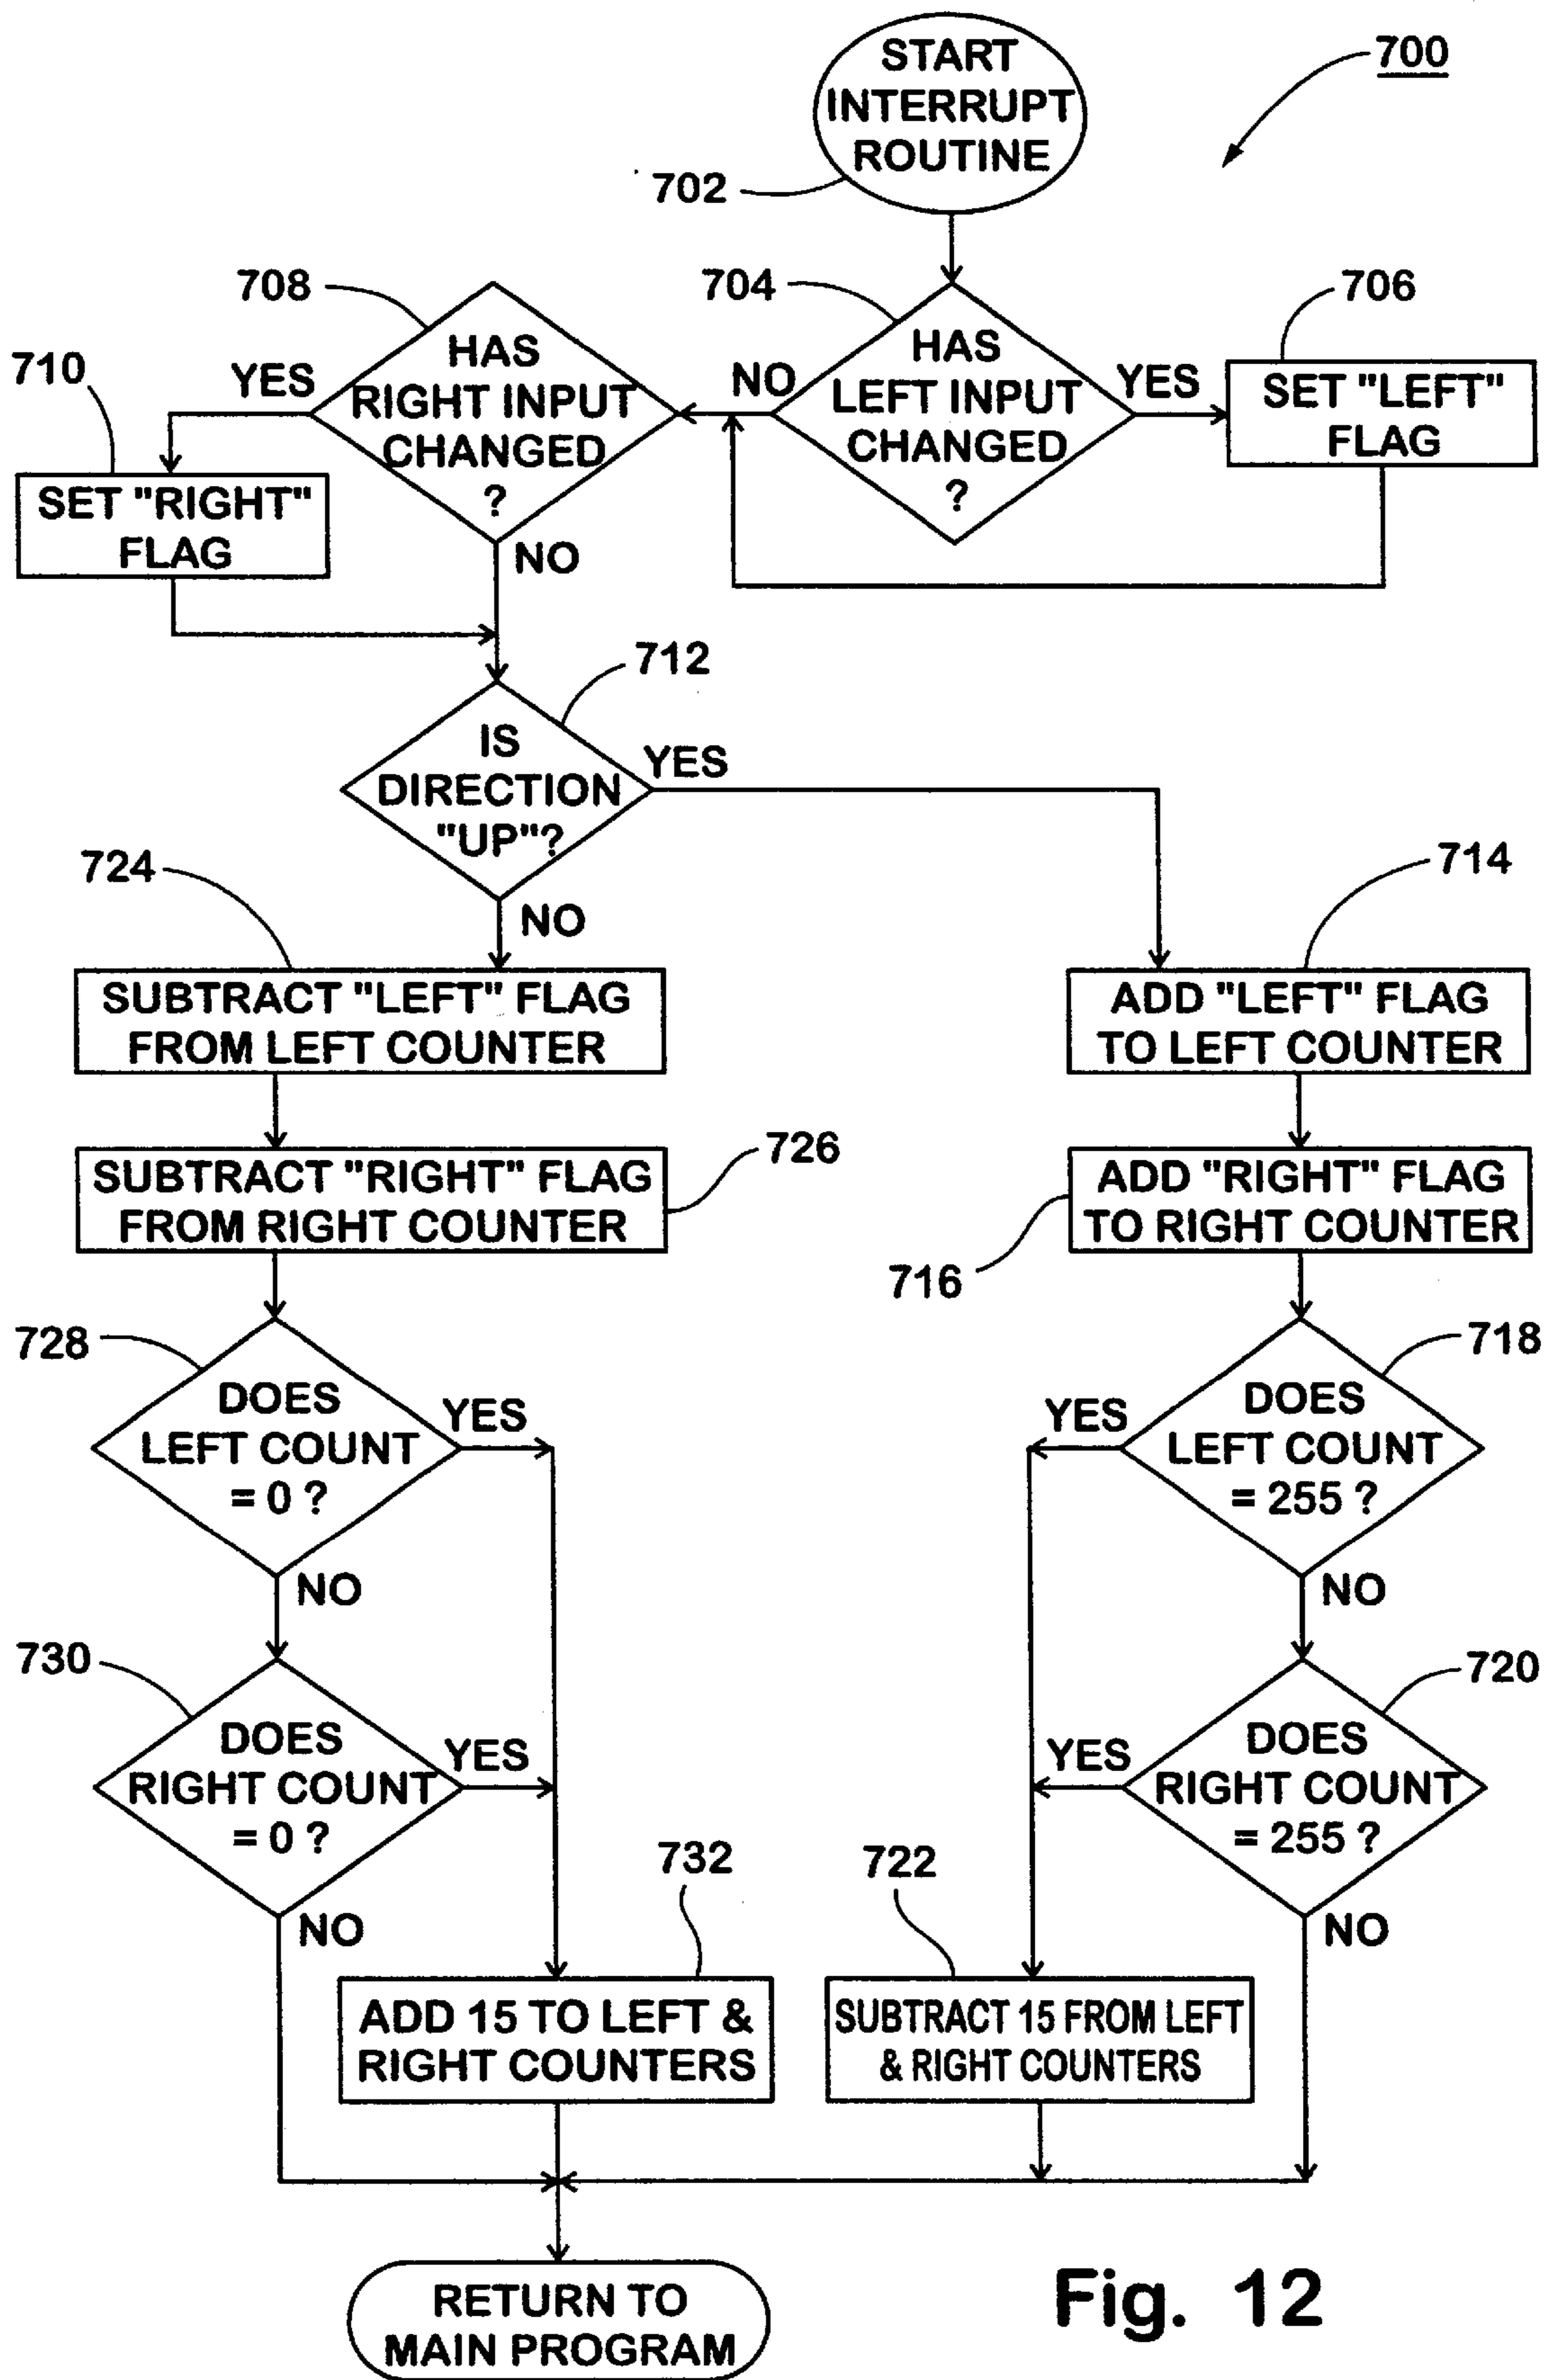 START
INTERRUPT
ROUTINE
700
702
704
HAS
LEFT INPUT
CHANGED
?
YES
706
SET "LEFT"
FLAG
NO
708
HAS
RIGHT INPUT
CHANGED
?
YES
710
SET "RIGHT"
FLAG
NO
712
IS
DIRECTION
"UP"?
YES
NO
724
SUBTRACT "LEFT" FLAG
FROM LEFT COUNTER
726
SUBTRACT "RIGHT" FLAG
FROM RIGHT COUNTER
728
DOES
LEFT COUNT
= 0 ?
YES
NO
730
DOES
RIGHT COUNT
= 0 ?
YES
NO
732
ADD 15 TO LEFT &
RIGHT COUNTERS
714
ADD "LEFT" FLAG
TO LEFT COUNTER
716
ADD "RIGHT" FLAG
TO RIGHT COUNTER
718
DOES
LEFT COUNT
= 255 ?
YES
NO
720
DOES
RIGHT COUNT
= 255 ?
YES
NO
722
SUBTRACT 15 FROM LEFT
& RIGHT COUNTERS
RETURN TO
MAIN PROGRAM
Fig. 12